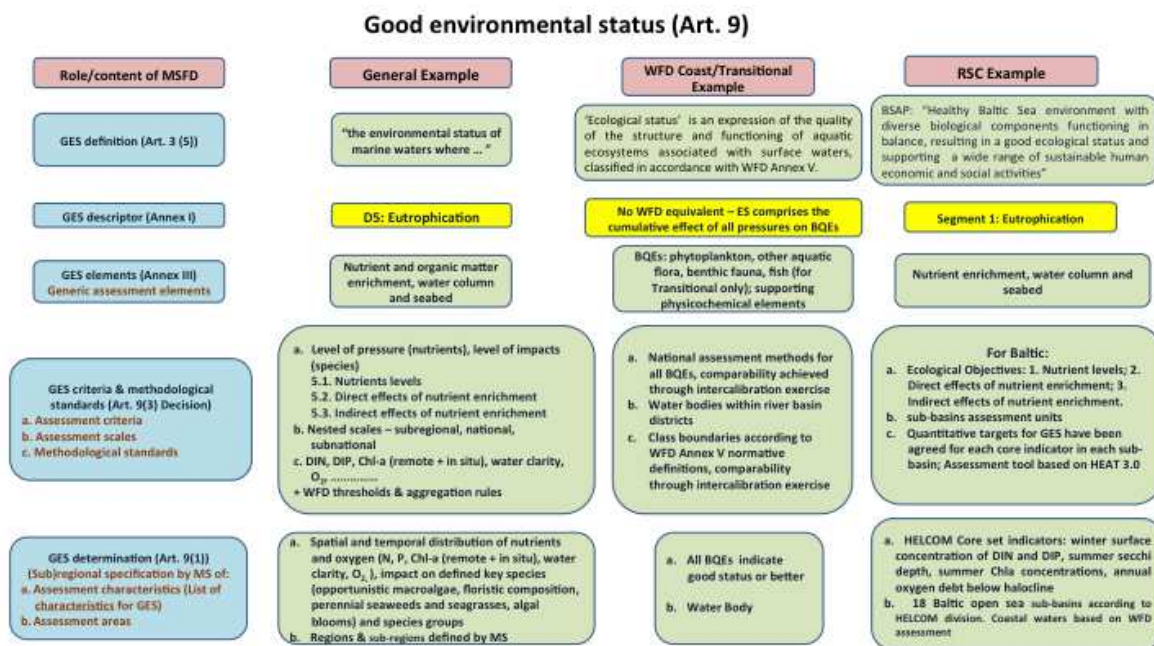 Good environmental status (Art. 9)
Role/content of MSFD
General Example
WFD Coast/Transitional
Example
RSC Example
GES definition (Art. 3 (5))
"the environmental status of
marine waters where ... "
'Ecological status' is an expression of the quality
of the structure and functioning of aquatic
ecosystems associated with surface waters,
classified in accordance with WFD Annex V.
BSAP: "Healthy Baltic Sea environment with
diverse biological components functioning in
balance, resulting in a good ecological status and
supporting a wide range of sustainable human
economic and social activities"
GES descriptor (Annex I)
D5: Eutrophication
No WFD equivalent – ES comprises the
cumulative effect of all pressures on BQEs
Segment 1: Eutrophication
GES elements (Annex III)
Generic assessment elements
Nutrient and organic matter
enrichment, water column
and seabed
BQEs: phytoplankton, other aquatic
flora, benthic fauna, fish (for
Transitional only); supporting
physicochemical elements
Nutrient enrichment, water column and
seabed
GES criteria & methodological
standards (Art. 9(3) Decision)
a. Assessment criteria
b. Assessment scales
c. Methodological standards
a. Level of pressure (nutrients), level of impacts
(species)
5.1. Nutrients levels
5.2. Direct effects of nutrient enrichment
5.3. Indirect effects of nutrient enrichment
b. Nested scales – subregional, national,
subnational
c. DIN, DIP, Chl-a (remote + in situ), water clarity,
O2, ..............
+ WFD thresholds & aggregation rules
a. National assessment methods for
all BQEs, comparability achieved
through intercalibration exercise
b. Water bodies within river basin
districts
c. Class boundaries according to
WFD Annex V normative
definitions, comparability
through intercalibration exercise
For Baltic:
a. Ecological Objectives: 1. Nutrient levels; 2.
Direct effects of nutrient enrichment; 3.
Indirect effects of nutrient enrichment.
b. sub-basins assessment units
c. Quantitative targets for GES have been
agreed for each core indicator in each sub-
basin; Assessment tool based on HEAT 3.0
GES determination (Art. 9(1))
(Sub)regional specification by MS of:
a. Assessment characteristics (List of
characteristics for GES)
b. Assessment areas
a. Spatial and temporal distribution of nutrients
and oxygen (N, P, Chl-a (remote + in situ), water
clarity, O2, ), impact on defined key species
(opportunistic macroalgae, floristic composition,
perennial seaweeds and seagrasses, algal
blooms) and species groups
b. Regions & sub-regions defined by MS
a. All BQEs indicate
good status or better
b. Water Body
a. HELCOM Core set indicators: winter surface
concentration of DIN and DIP, summer secchi
depth, summer Chla concentrations, annual
oxygen debt below halocline
b. 18 Baltic open sea sub-basins according to
HELCOM division. Coastal waters based on WFD
assessment